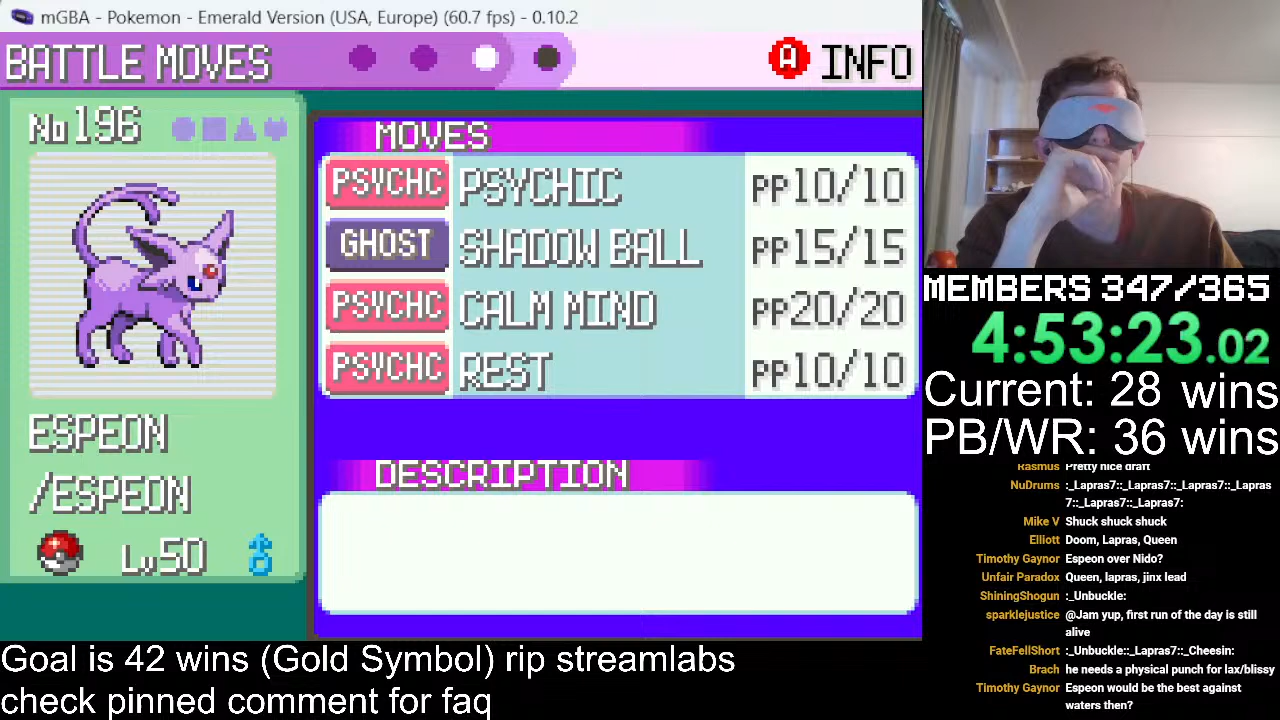 mGBA - Pokemon - Emerald Version (USA, Europe) (60.7 fps) - 0.10.2
BATTLE MOVES
A INFO
No 196
MOVES
PSYCHC PSYCHIC PP10/10
GHOST SHADOW BALL PP15/15
PSYCHC CALM MIND PP20/20
PSYCHC REST PP10/10
ESPEON
/ESPEON
Lv50 ♂
DESCRIPTION
MEMBERS 347/365
4:53:23.02
Current: 28 wins
PB/WR: 36 wins
Rasmus Pretty nice draft
NuDrums :_Lapras7::_Lapras7::_Lapras7::_Lapras
7::_Lapras7::_Lapras7:
Mike V Shuck shuck shuck
Elliott Doom, Lapras, Queen
Timothy Gaynor Espeon over Nido?
Unfair Paradox Queen, lapras, jinx lead
ShiningShogun :_Unbuckle:
sparklejustice @Jam yup, first run of the day is still
alive
FateFellShort :_Unbuckle::_Lapras7::_Cheesin:
Brach he needs a physical punch for lax/blissy
Timothy Gaynor Espeon would be the best against
waters then?
Goal is 42 wins (Gold Symbol) rip streamlabs
check pinned comment for faq